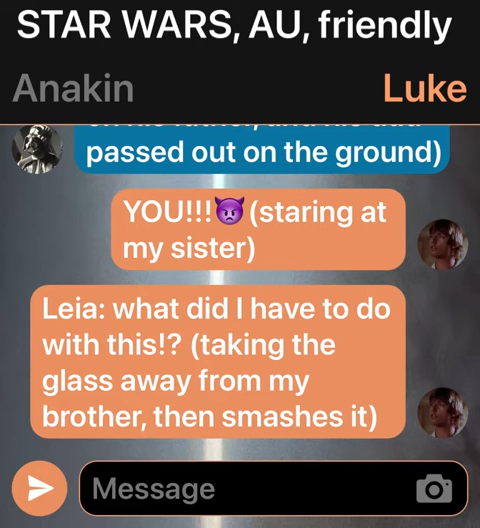 STAR WARS, AU, friendly
Anakin
Luke
passed out on the ground)
YOU!!!👿 (staring at
my sister)
Leia: what did I have to do
with this!? (taking the
glass away from my
brother, then smashes it)
Message